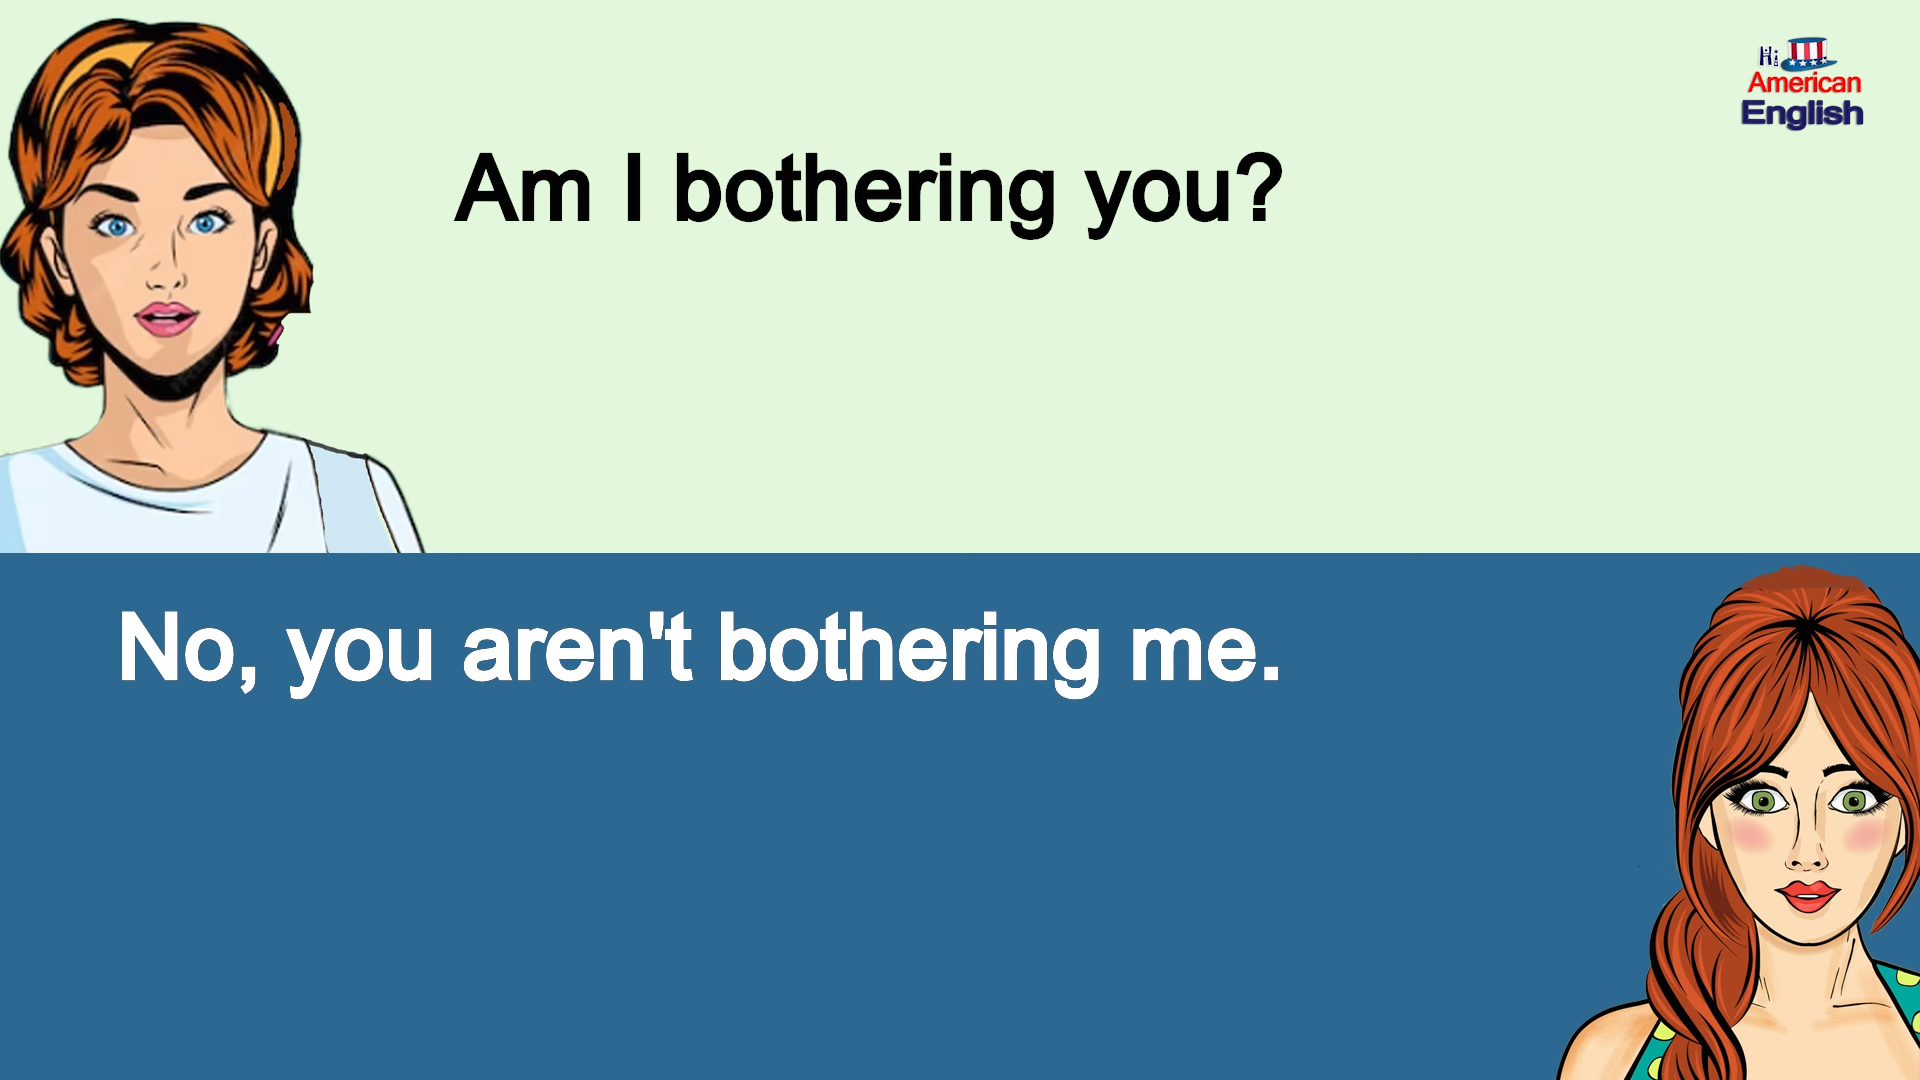 Hi
American
English
Am I bothering you?
No, you aren't bothering me.